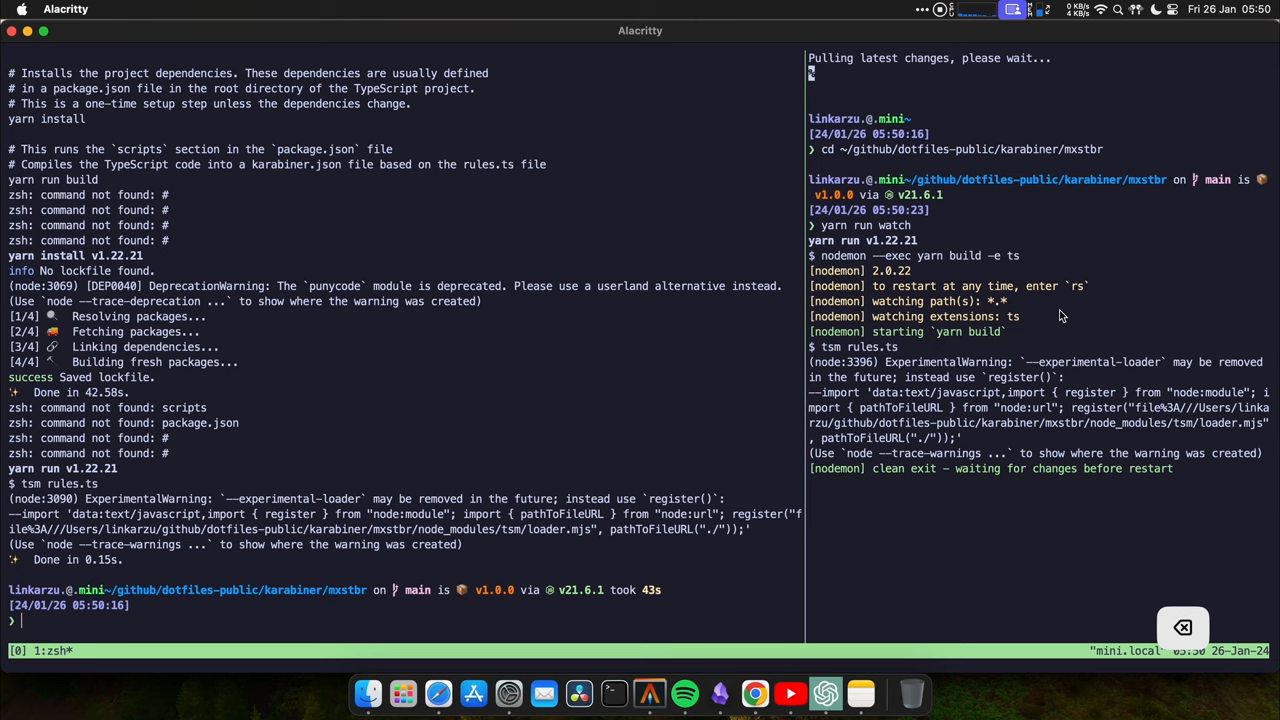 Alacritty
0 KB/s
4 KB/s
Fri 26 Jan 05:50
Alacritty
# Installs the project dependencies. These dependencies are usually defined
# in a package.json file in the root directory of the TypeScript project.
# This is a one-time setup step unless the dependencies change.
yarn install
# This runs the `scripts` section in the `package.json` file
# Compiles the TypeScript code into a karabiner.json file based on the rules.ts file
yarn run build
zsh: command not found: #
zsh: command not found: #
zsh: command not found: #
zsh: command not found: #
yarn install v1.22.21
info No lockfile found.
(node:3069) [DEP0040] DeprecationWarning: The `punycode` module is deprecated. Please use a userland alternative instead.
(Use `node --trace-deprecation ...` to show where the warning was created)
[1/4] 🔍 Resolving packages...
[2/4] 🚚 Fetching packages...
[3/4] 🔗 Linking dependencies...
[4/4] 🔨 Building fresh packages...
success Saved lockfile.
✨ Done in 42.58s.
zsh: command not found: scripts
zsh: command not found: package.json
zsh: command not found: #
zsh: command not found: #
yarn run v1.22.21
$ tsm rules.ts
(node:3090) ExperimentalWarning: `--experimental-loader` may be removed in the future; instead use `register()`:
--import 'data:text/javascript,import { register } from "node:module"; import { pathToFileURL } from "node:url"; register("f
ile%3A///Users/linkarzu/github/dotfiles-public/karabiner/mxstbr/node_modules/tsm/loader.mjs", pathToFileURL("./"));'
(Use `node --trace-warnings ...` to show where the warning was created)
✨ Done in 0.15s.
linkarzu.@.mini~/github/dotfiles-public/karabiner/mxstbr on main is 📦 v1.0.0 via v21.6.1 took 43s
[24/01/26 05:50:16]
❯
Pulling latest changes, please wait...
%
linkarzu.@.mini~
[24/01/26 05:50:16]
❯ cd ~/github/dotfiles-public/karabiner/mxstbr
linkarzu.@.mini~/github/dotfiles-public/karabiner/mxstbr on main is 📦
v1.0.0 via v21.6.1
[24/01/26 05:50:23]
❯ yarn run watch
yarn run v1.22.21
$ nodemon --exec yarn build -e ts
[nodemon] 2.0.22
[nodemon] to restart at any time, enter `rs`
[nodemon] watching path(s): *.*
[nodemon] watching extensions: ts
[nodemon] starting `yarn build`
$ tsm rules.ts
(node:3396) ExperimentalWarning: `--experimental-loader` may be removed
in the future; instead use `register()`:
--import 'data:text/javascript,import { register } from "node:module"; i
mport { pathToFileURL } from "node:url"; register("file%3A///Users/linka
rzu/github/dotfiles-public/karabiner/mxstbr/node_modules/tsm/loader.mjs"
, pathToFileURL("./"));'
(Use `node --trace-warnings ...` to show where the warning was created)
[nodemon] clean exit - waiting for changes before restart
[0] 1:zsh*
"mini.local" 05:50 26-Jan-24